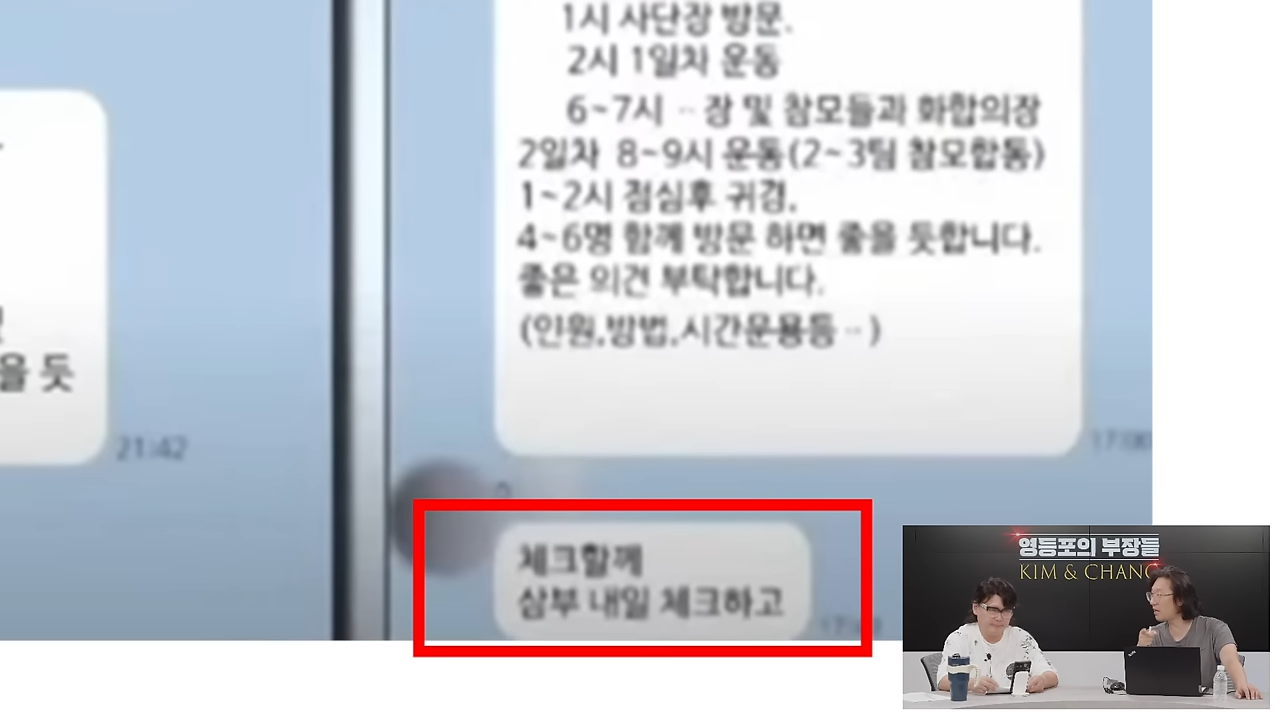 1시 사단장 방문.
2시 1일차 운동
6~7시 ··장 및 참모들과 화합의장
2일차 8~9시 운동(2~3팀 참모합동)
1~2시 점심후 귀경.
4~6명 함께 방문 하면 좋을 듯합니다.
좋은 의견 부탁합니다.
(인원,방법,시간운용등··)
을 듯
21:42
17:00
체크할께
삼부 내일 체크하고
영등포의 부장들
KIM & CHANG